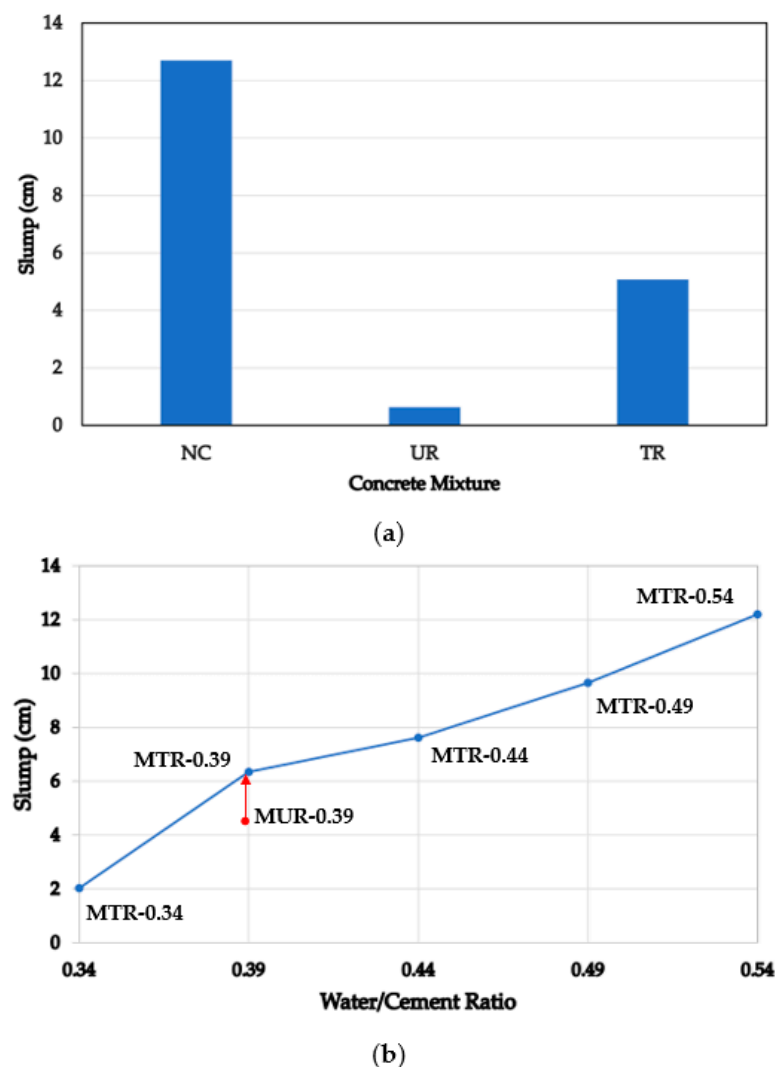 14
12
10
8
6
4
2
0
Slump (cm)
NC UR TR
Concrete Mixture
(a)
14
12
10
8
6
4
2
0
Slump (cm)
MTR-0.54
MTR-0.49
MTR-0.39
MTR-0.44
MUR-0.39
MTR-0.34
0.34 0.39 0.44 0.49 0.54
Water/Cement Ratio
(b)